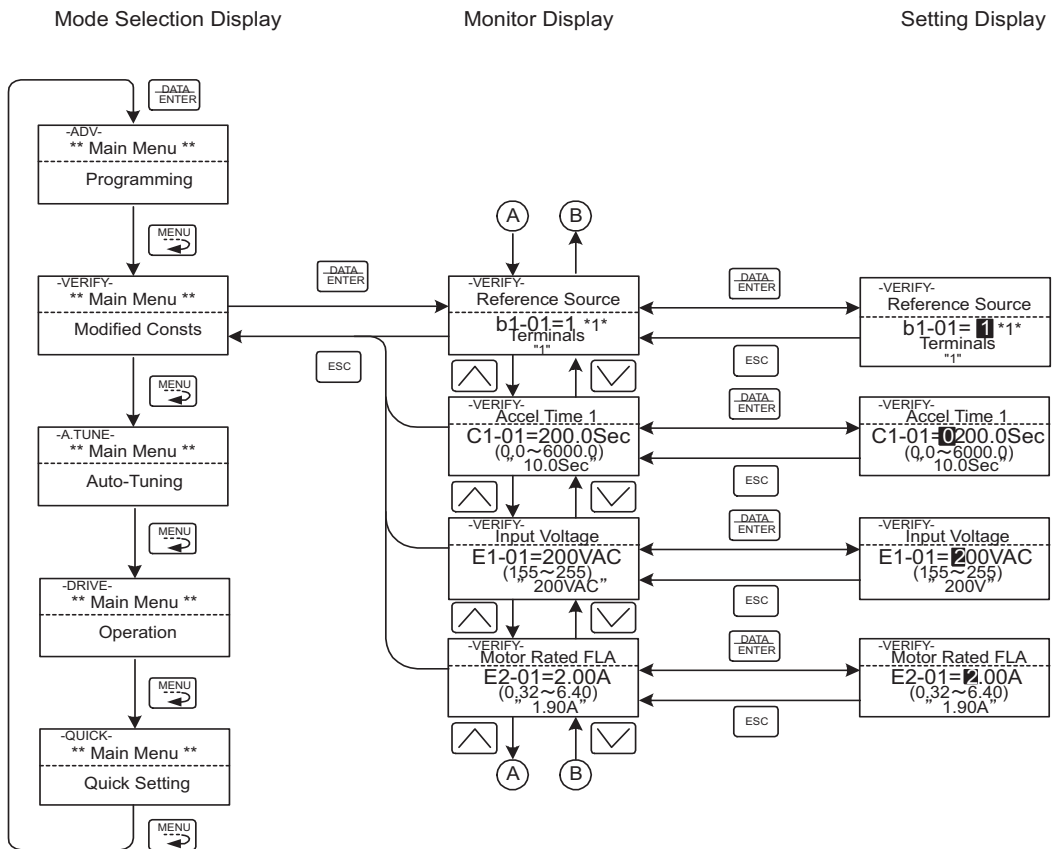 Mode Selection Display
Monitor Display
Setting Display
DATA
ENTER
-ADV-
** Main Menu **
Programming
MENU
-VERIFY-
** Main Menu **
Modified Consts
MENU
-A.TUNE-
** Main Menu **
Auto-Tuning
MENU
-DRIVE-
** Main Menu **
Operation
MENU
-QUICK-
** Main Menu **
Quick Setting
MENU
DATA
ENTER
ESC
A
B
-VERIFY-
Reference Source
b1-01=1 *1*
Terminals
"1"
-VERIFY-
Accel Time 1
C1-01=200.0Sec
(0.0~6000.0)
” 10.0Sec”
-VERIFY-
Input Voltage
E1-01=200VAC
(155~255)
” 200VAC”
-VERIFY-
Motor Rated FLA
E2-01=2.00A
(0.32~6.40)
” 1.90A”
A
B
DATA
ENTER
ESC
DATA
ENTER
ESC
DATA
ENTER
ESC
DATA
ENTER
ESC
-VERIFY-
Reference Source
b1-01= 1 *1*
Terminals
"1"
-VERIFY-
Accel Time 1
C1-01=0200.0Sec
(0.0~6000.0)
” 10.0Sec”
-VERIFY-
Input Voltage
E1-01= 200VAC
(155~255)
” 200V”
-VERIFY-
Motor Rated FLA
E2-01= 2.00A
(0.32~6.40)
” 1.90A”